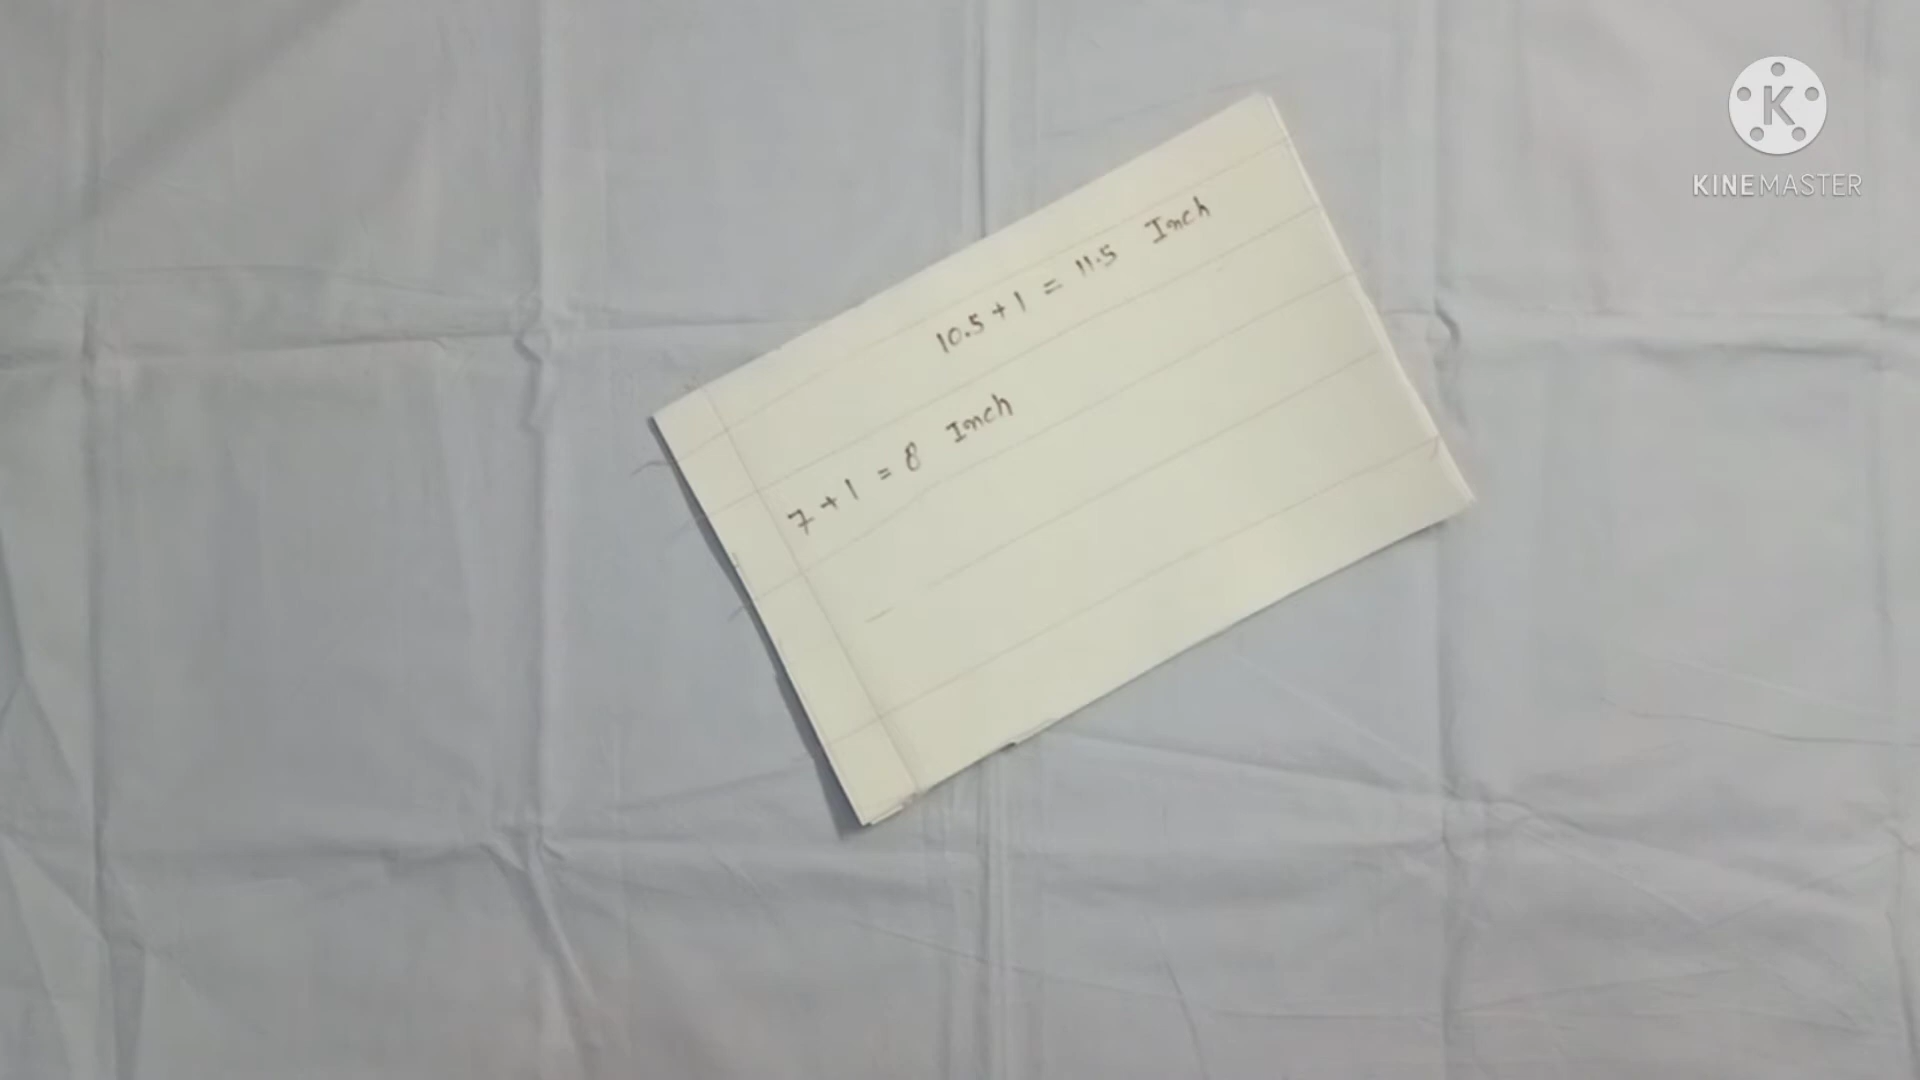 10.5 + 1 = 11.5 Inch
7 + 1 = 8 Inch
KINEMASTER